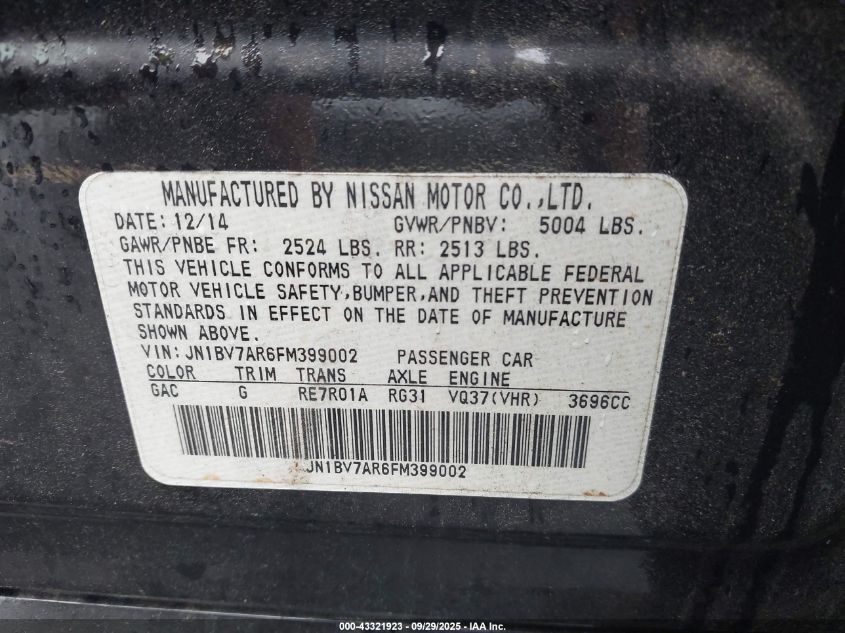 MANUFACTURED BY NISSAN MOTOR CO.,LTD.
DATE: 12/14 GVWR/PNBV: 5004 LBS.
GAWR/PNBE FR: 2524 LBS. RR: 2513 LBS.
THIS VEHICLE CONFORMS TO ALL APPLICABLE FEDERAL
MOTOR VEHICLE SAFETY,BUMPER,AND THEFT PREVENTION
STANDARDS IN EFFECT ON THE DATE OF MANUFACTURE
SHOWN ABOVE.
VIN: JN1BV7AR6FM399002 PASSENGER CAR
COLOR TRIM TRANS AXLE ENGINE
GAC G RE7R01A RG31 VQ37(VHR) 3696CC
JN1BV7AR6FM399002
000-43321923 | 09/29/2025 - IAA Inc.